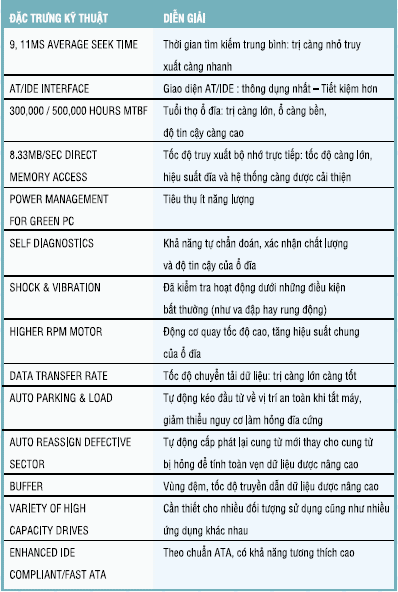 ĐẶC TRƯNG KỸ THUẬT DIỄN GIẢI
9, 11MS AVERAGE SEEK TIME Thời gian tìm kiếm trung bình: trị càng nhỏ truy
xuất càng nhanh
AT/IDE INTERFACE Giao diện AT/IDE : thông dụng nhất – Tiết kiệm hơn
300,000 / 500,000 HOURS MTBF Tuổi thọ ổ đĩa: trị càng lớn, ổ càng bền,
độ tin cậy càng cao
8.33MB/SEC DIRECT Tốc độ truy xuất bộ nhớ trực tiếp: tốc độ càng lớn,
MEMORY ACCESS hiệu suất đĩa và hệ thống càng được cải thiện
POWER MANAGEMENT Tiêu thụ ít năng lượng
FOR GREEN PC
SELF DIAGNOSTICS Khả năng tự chẩn đoán, xác nhận chất lượng
và độ tin cậy của ổ đĩa
SHOCK & VIBRATION Đã kiểm tra hoạt động dưới những điều kiện
bất thường (như va đập hay rung động)
HIGHER RPM MOTOR Động cơ quay tốc độ cao, tăng hiệu suất chung
của ổ đĩa
DATA TRANSFER RATE Tốc độ chuyển tải dữ liệu: trị càng lớn càng tốt
AUTO PARKING & LOAD Tự động kéo đầu từ về vị trí an toàn khi tắt máy,
giảm thiểu nguy cơ làm hỏng đĩa cứng
AUTO REASSIGN DEFECTİVE Tự động cấp phát lại cung từ mới thay cho cung từ
SECTOR bị hỏng để tính toàn vẹn dữ liệu được nâng cao
BUFFER Vùng đệm, tốc độ truyền dẫn dữ liệu được nâng cao
VARİETY OF HİGH Cần thiết cho nhiều đối tượng sử dụng cũng như nhiều
CAPACITY DRIVES ứng dụng khác nhau
ENHANCED IDE Theo chuẩn ATA, có khả năng tương thích cao
COMPLIANT/FAST ATA